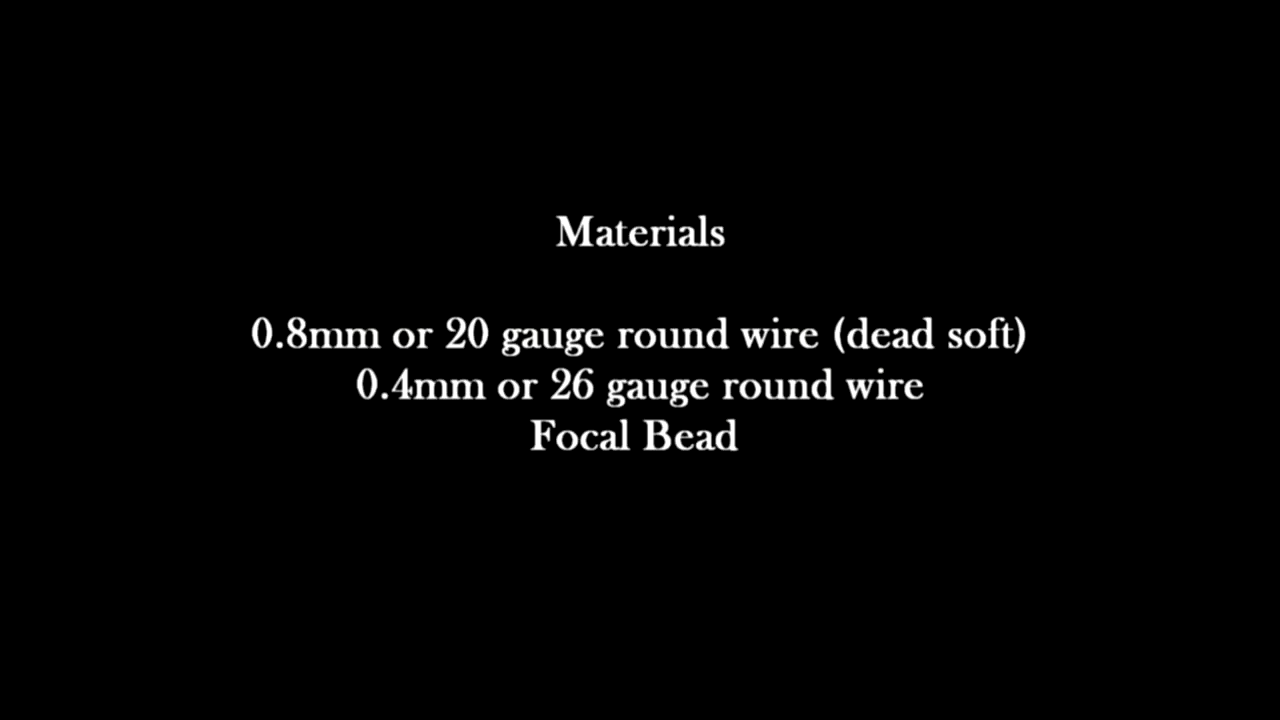 Materials
0.8mm or 20 gauge round wire (dead soft)
0.4mm or 26 gauge round wire
Focal Bead